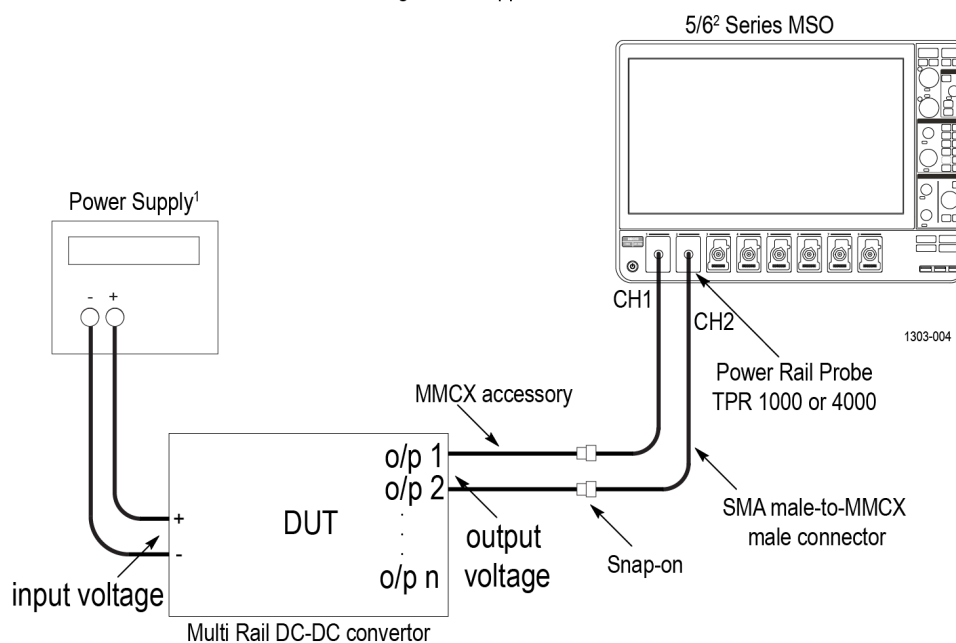 5/6² Series MSO
Power Supply¹
- +
CH1
CH2
1303-004
Power Rail Probe
TPR 1000 or 4000
MMCX accessory
o/p 1
o/p 2
.
.
.
o/p n
+
-
DUT
output
voltage
SMA male-to-MMCX
male connector
Snap-on
input voltage
Multi Rail DC-DC convertor